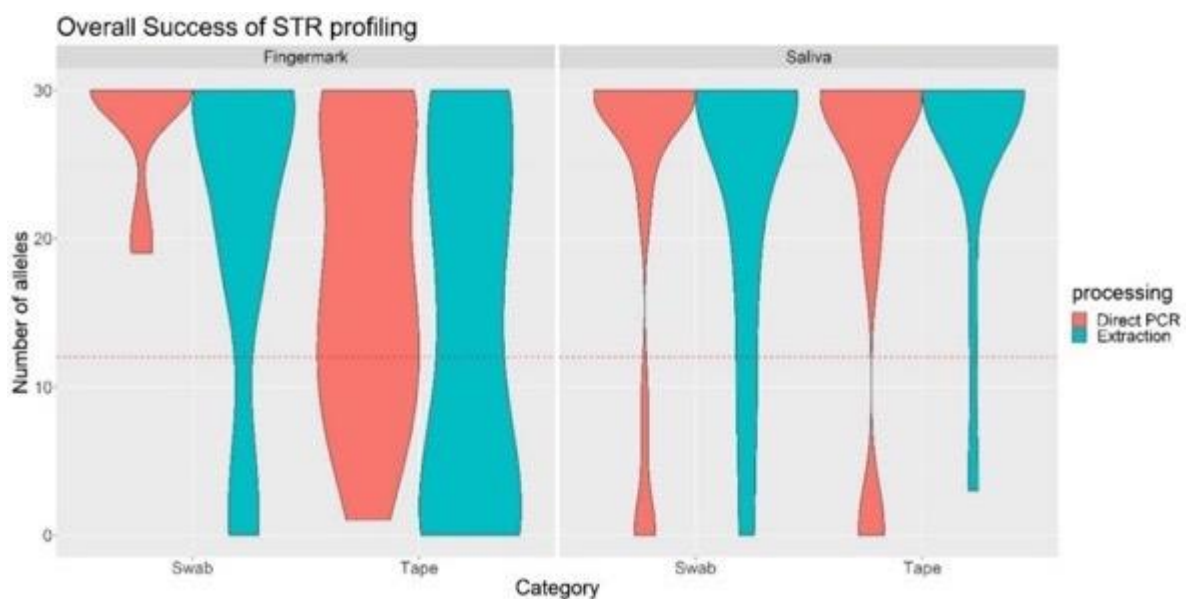 Overall Success of STR profiling
Fingermark
Saliva
Number of alleles
30
20
10
0
Swab
Tape
Swab
Tape
Category
processing
Direct PCR
Extraction